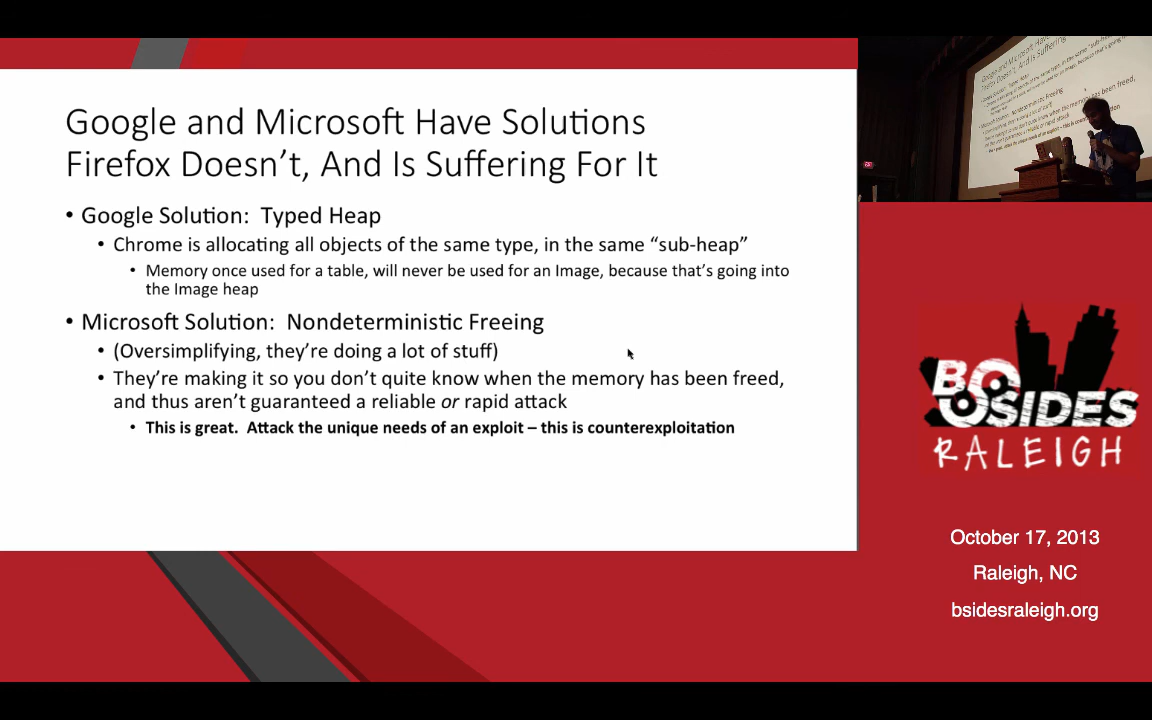 Google and Microsoft Have Solutions
Firefox Doesn't, And Is Suffering For It
• Google Solution: Typed Heap
• Chrome is allocating all objects of the same type, in the same “sub-heap”
• Memory once used for a table, will never be used for an Image, because that's going into
the Image heap
• Microsoft Solution: Nondeterministic Freeing
• (Oversimplifying, they're doing a lot of stuff)
• They're making it so you don't quite know when the memory has been freed,
and thus aren't guaranteed a reliable or rapid attack
• This is great. Attack the unique needs of an exploit – this is counterexploitation
BSIDES
RALEIGH
October 17, 2013
Raleigh, NC
bsidesraleigh.org